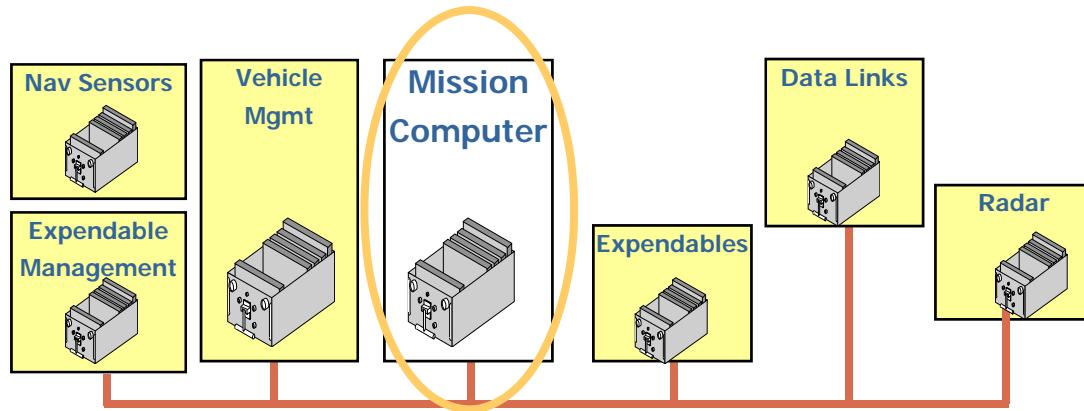 Nav Sensors
Expendable
Management
Vehicle
Mgmt
Mission
Computer
Expendables
Data Links
Radar